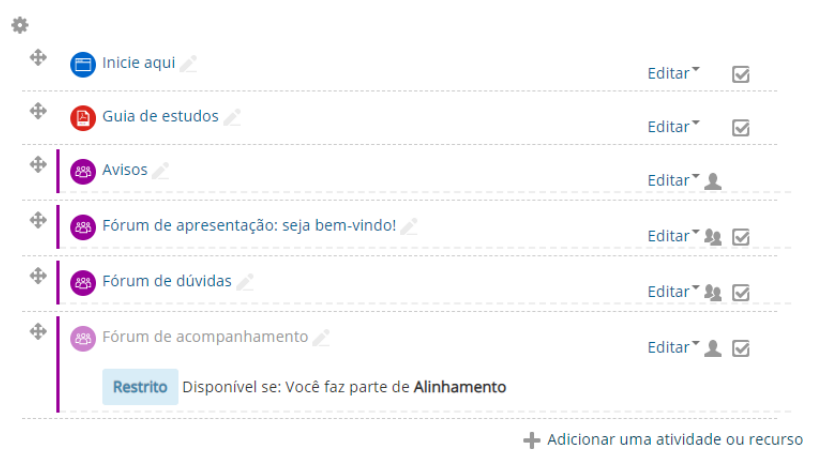 Inicie aqui
Editar
Guia de estudos
Editar
Avisos
Editar
Fórum de apresentação: seja bem-vindo!
Editar
Fórum de dúvidas
Editar
Fórum de acompanhamento
Editar
Restrito Disponível se: Você faz parte de Alinhamento
Adicionar uma atividade ou recurso